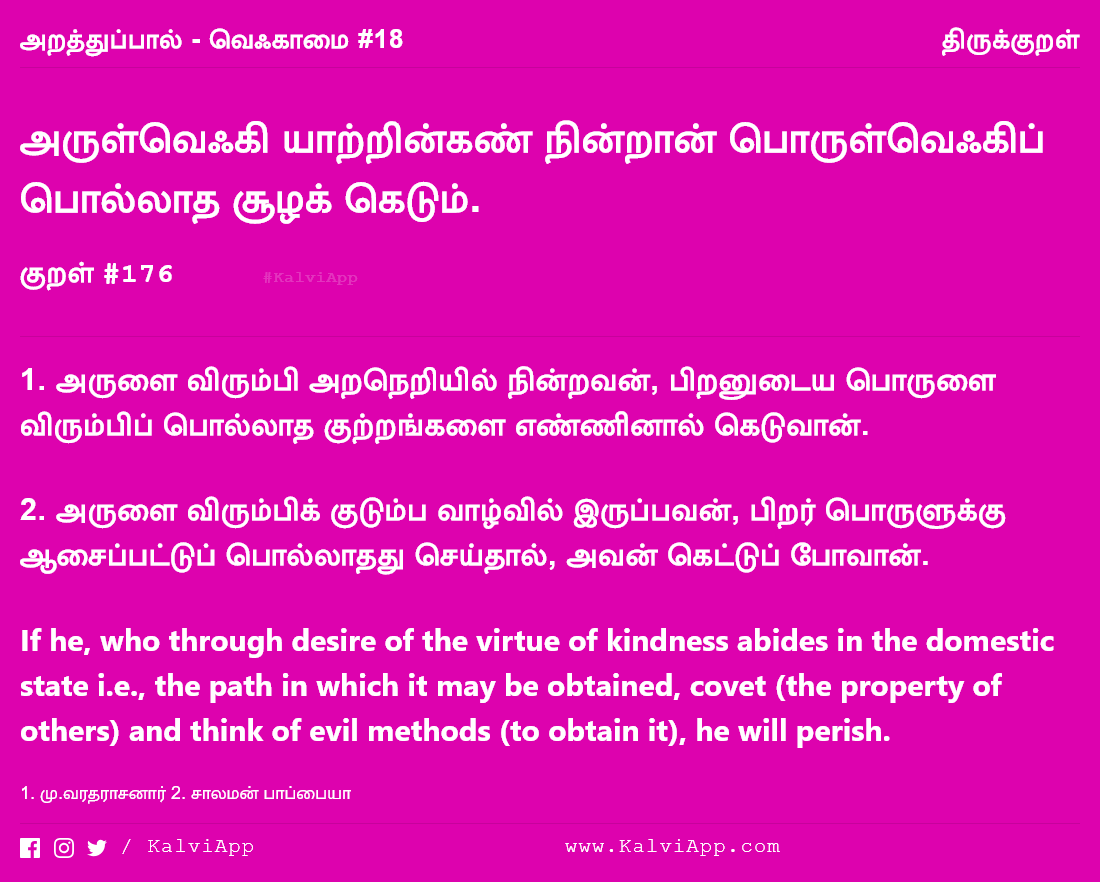 அறத்துப்பால் - வெஃகாமை #18
திருக்குறள்
அருள்வெஃகி யாற்றின்கண் நின்றான் பொருள்வெஃகிப்
பொல்லாத சூழக் கெடும்.
குறள் #176
#KalviApp
1. அருளை விரும்பி அறநெறியில் நின்றவன், பிறனுடைய பொருளை
விரும்பிப் பொல்லாத குற்றங்களை எண்ணினால் கெடுவான்.
2. அருளை விரும்பிக் குடும்ப வாழ்வில் இருப்பவன், பிறர் பொருளுக்கு
ஆசைப்பட்டுப் பொல்லாதது செய்தால், அவன் கெட்டுப் போவான்.
If he, who through desire of the virtue of kindness abides in the domestic
state i.e., the path in which it may be obtained, covet (the property of
others) and think of evil methods (to obtain it), he will perish.
1. மு.வரதராசனார் 2. சாலமன் பாப்பையா
/ KalviApp
www.KalviApp.com